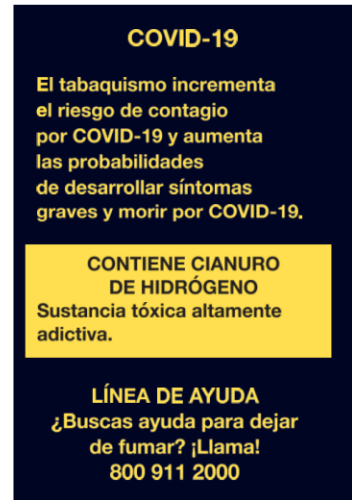 COVID-19
El tabaquismo incrementa
el riesgo de contagio
por COVID-19 y aumenta
las probabilidades
de desarrollar síntomas
graves y morir por COVID-19.
CONTIENE CIANURO
DE HIDRÓGENO
Sustancia tóxica altamente
adictiva.
LÍNEA DE AYUDA
¿Buscas ayuda para dejar
de fumar? ¡Llama!
800 911 2000